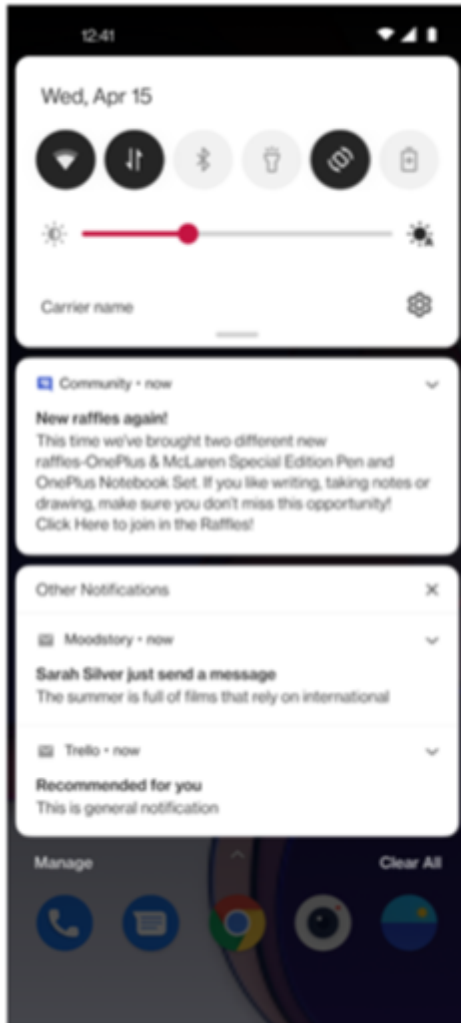 12:41
Wed, Apr 15
Carrier name
Community • now
New raffles again!
This time we've brought two different new
raffles-OnePlus & McLaren Special Edition Pen and
OnePlus Notebook Set. If you like writing, taking notes or
drawing, make sure you don't miss this opportunity!
Click Here to join in the Raffles!
Other Notifications
Moodstory • now
Sarah Silver just send a message
The summer is full of films that rely on international
Trello • now
Recommended for you
This is general notification
Manage
Clear All